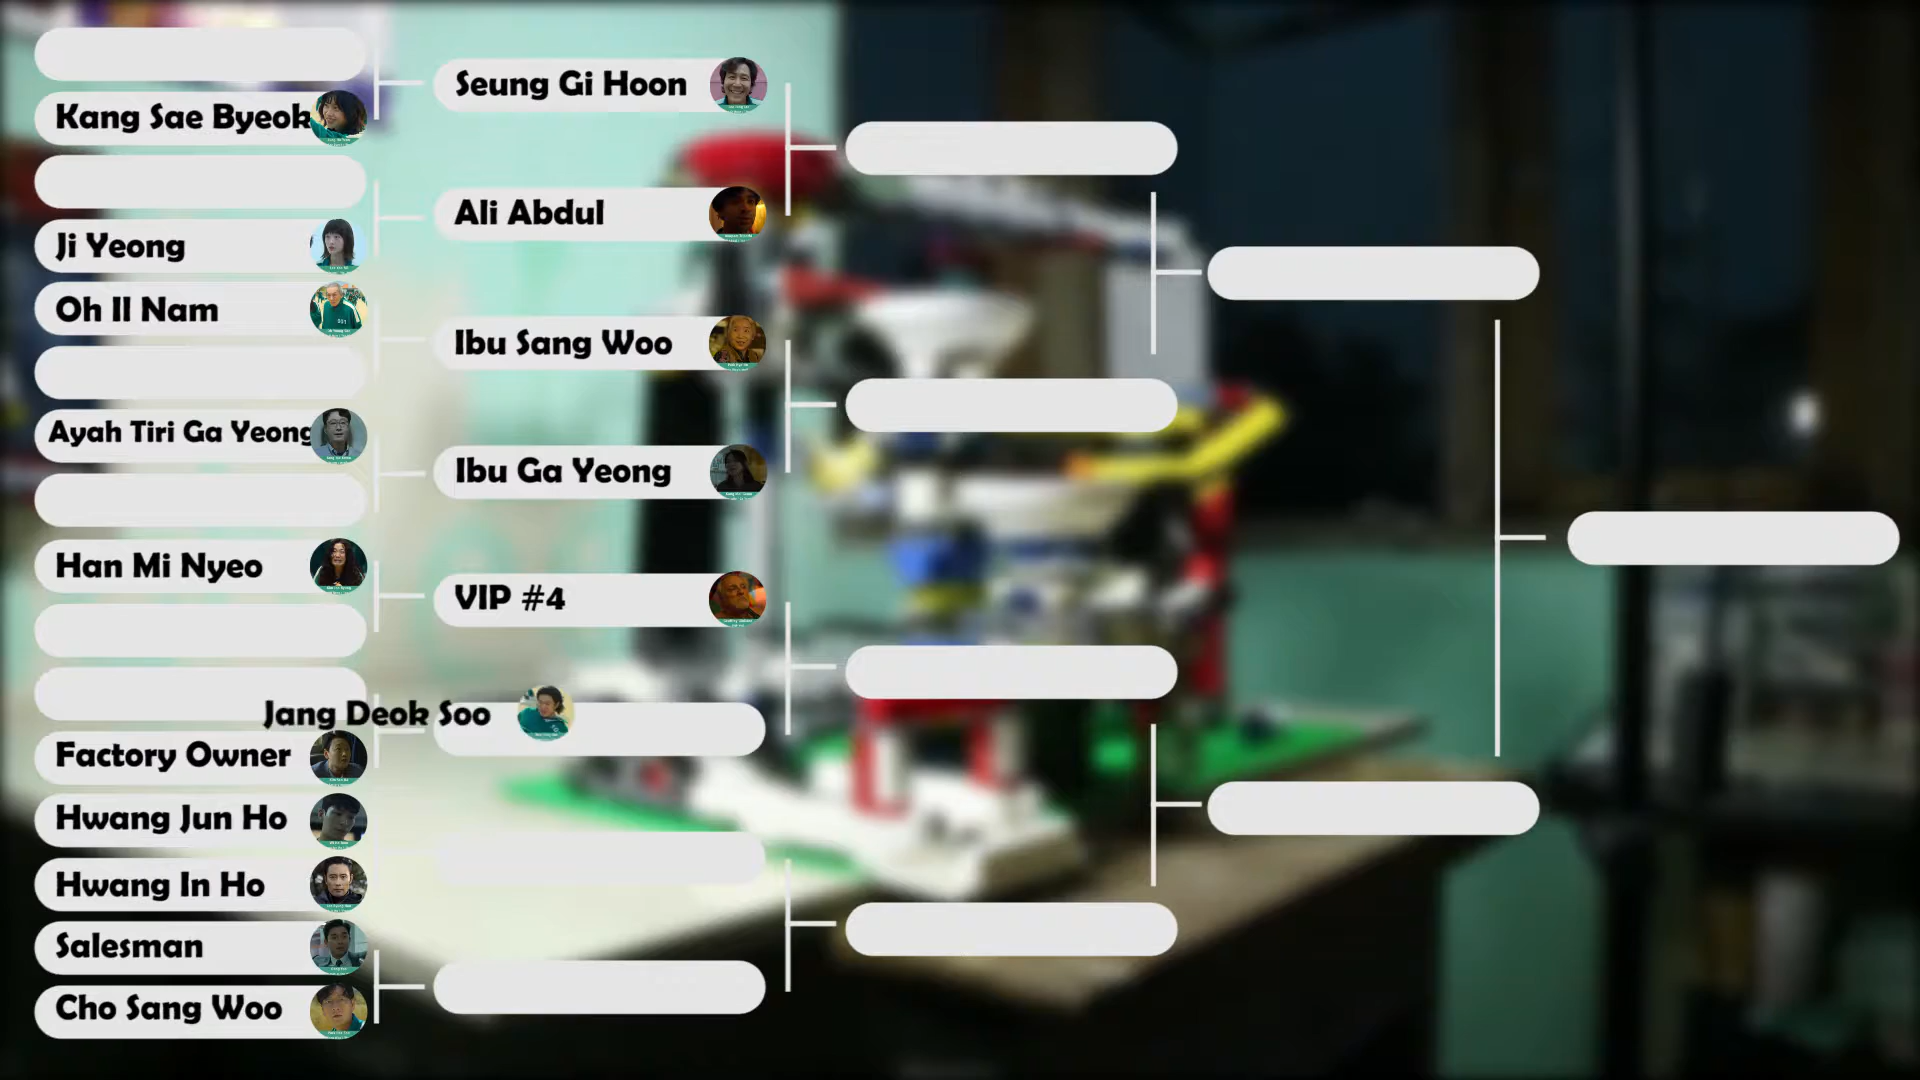 Kang Sae Byeok
Ji Yeong
Oh Il Nam
Ayah Tiri Ga Yeong
Han Mi Nyeo
Jang Deok Soo
Factory Owner
Hwang Jun Ho
Hwang In Ho
Salesman
Cho Sang Woo
Seung Gi Hoon
Ali Abdul
Ibu Sang Woo
Ibu Ga Yeong
VIP #4